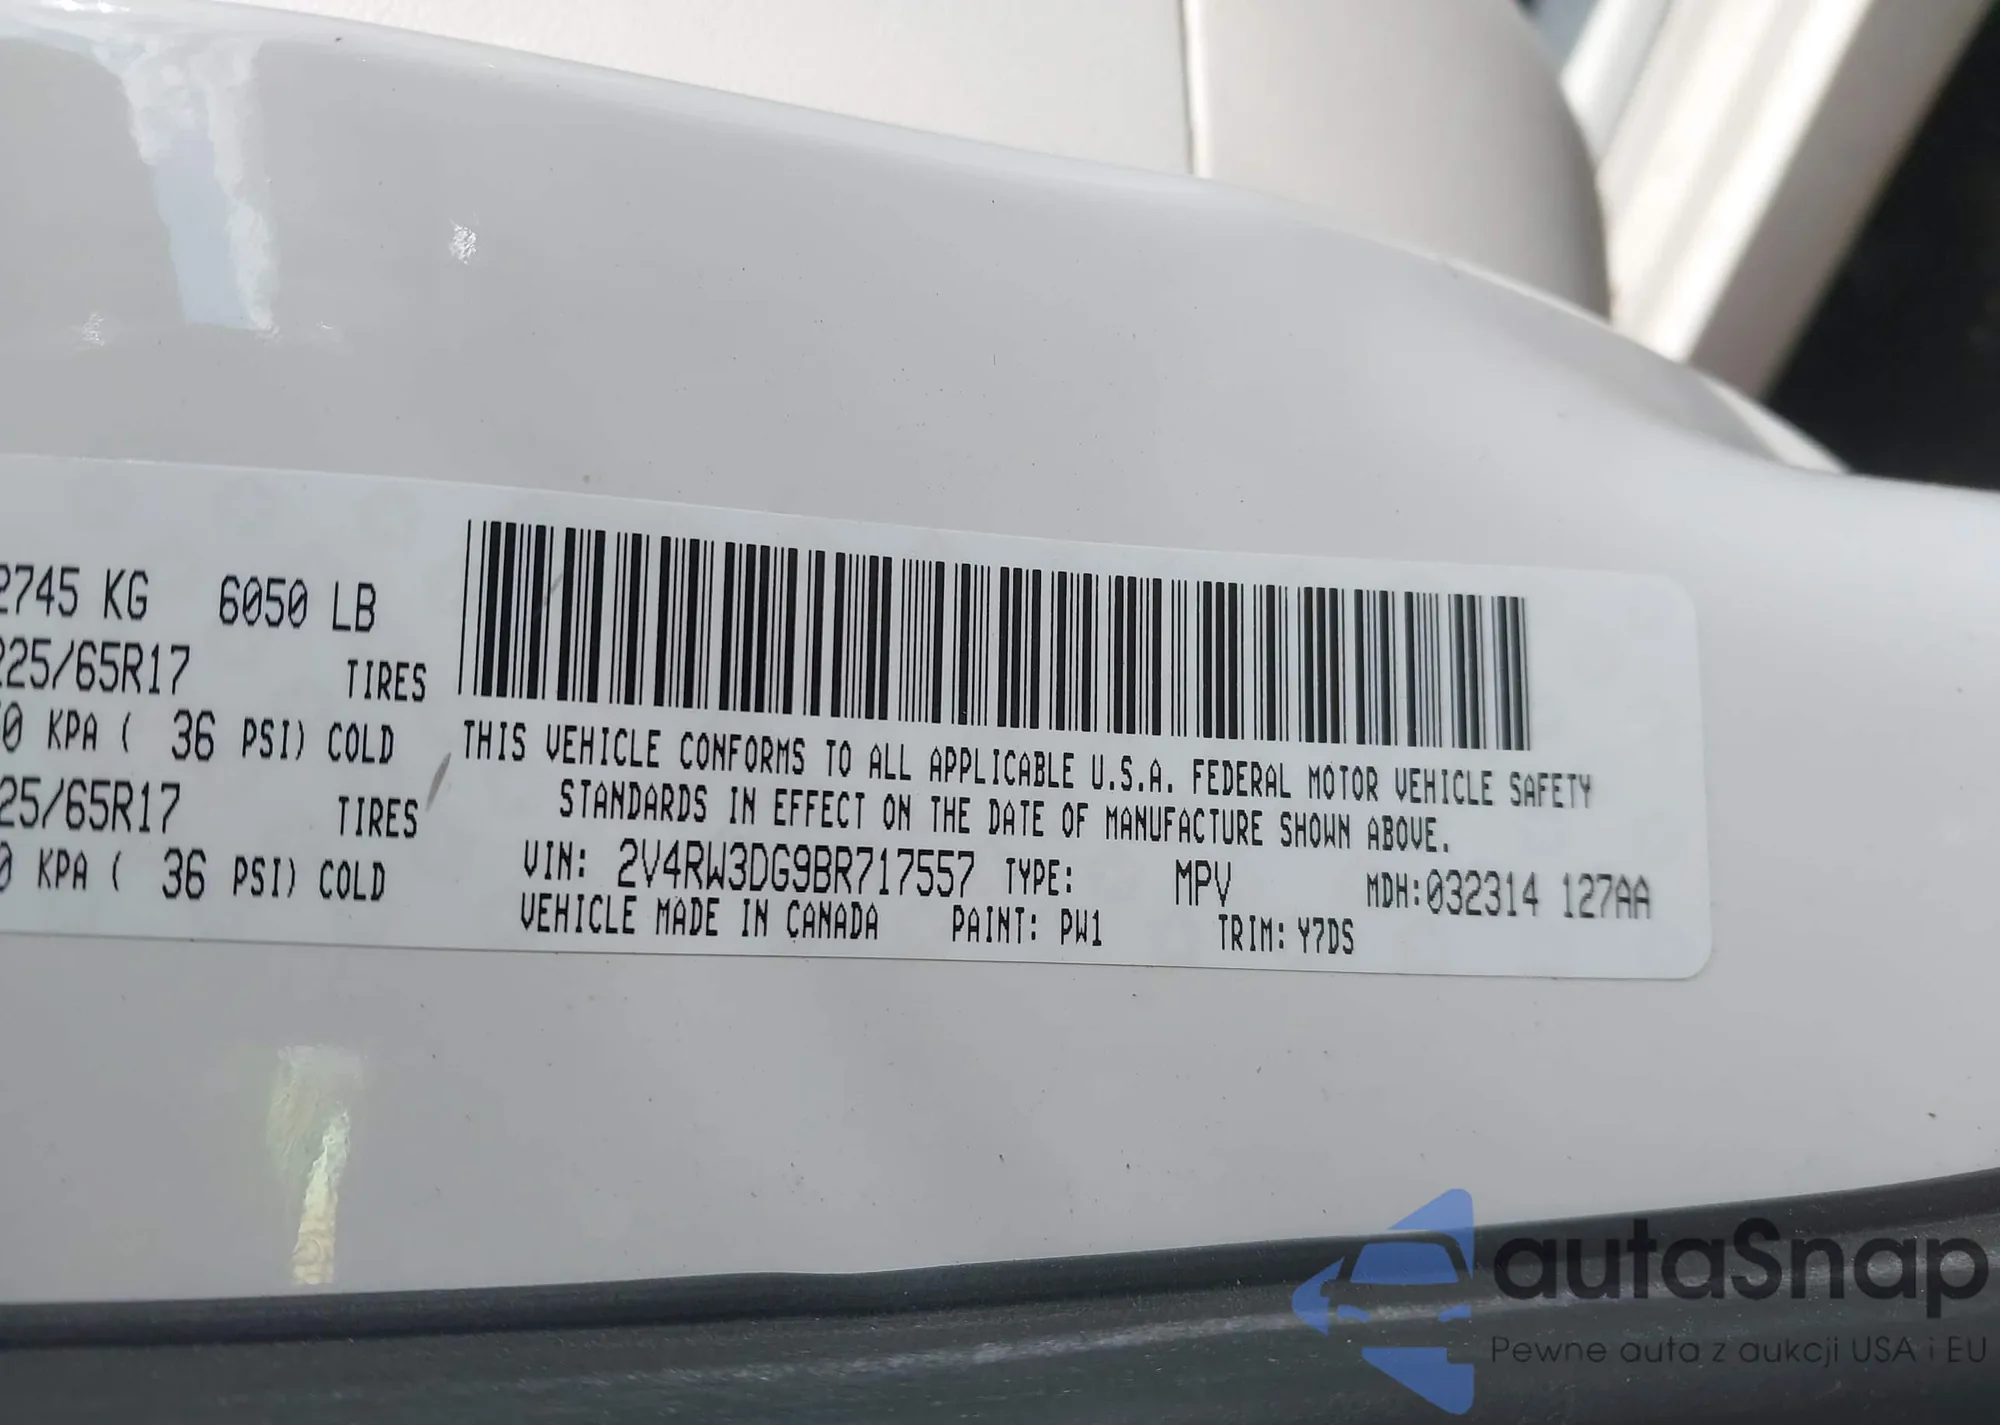 2745 KG 6050 LB
225/65R17 TIRES
0 KPA ( 36 PSI) COLD
25/65R17 TIRES
0 KPA ( 36 PSI) COLD
THIS VEHICLE CONFORMS TO ALL APPLICABLE U.S.A. FEDERAL MOTOR VEHICLE SAFETY
STANDARDS IN EFFECT ON THE DATE OF MANUFACTURE SHOWN ABOVE.
VIN: 2V4RW3DG9BR717557 TYPE: MPV MDH:032314 127AA
VEHICLE MADE IN CANADA PAINT: PW1 TRIM: Y7DS
autaSnap
Pewne auta z aukcji USA i EU